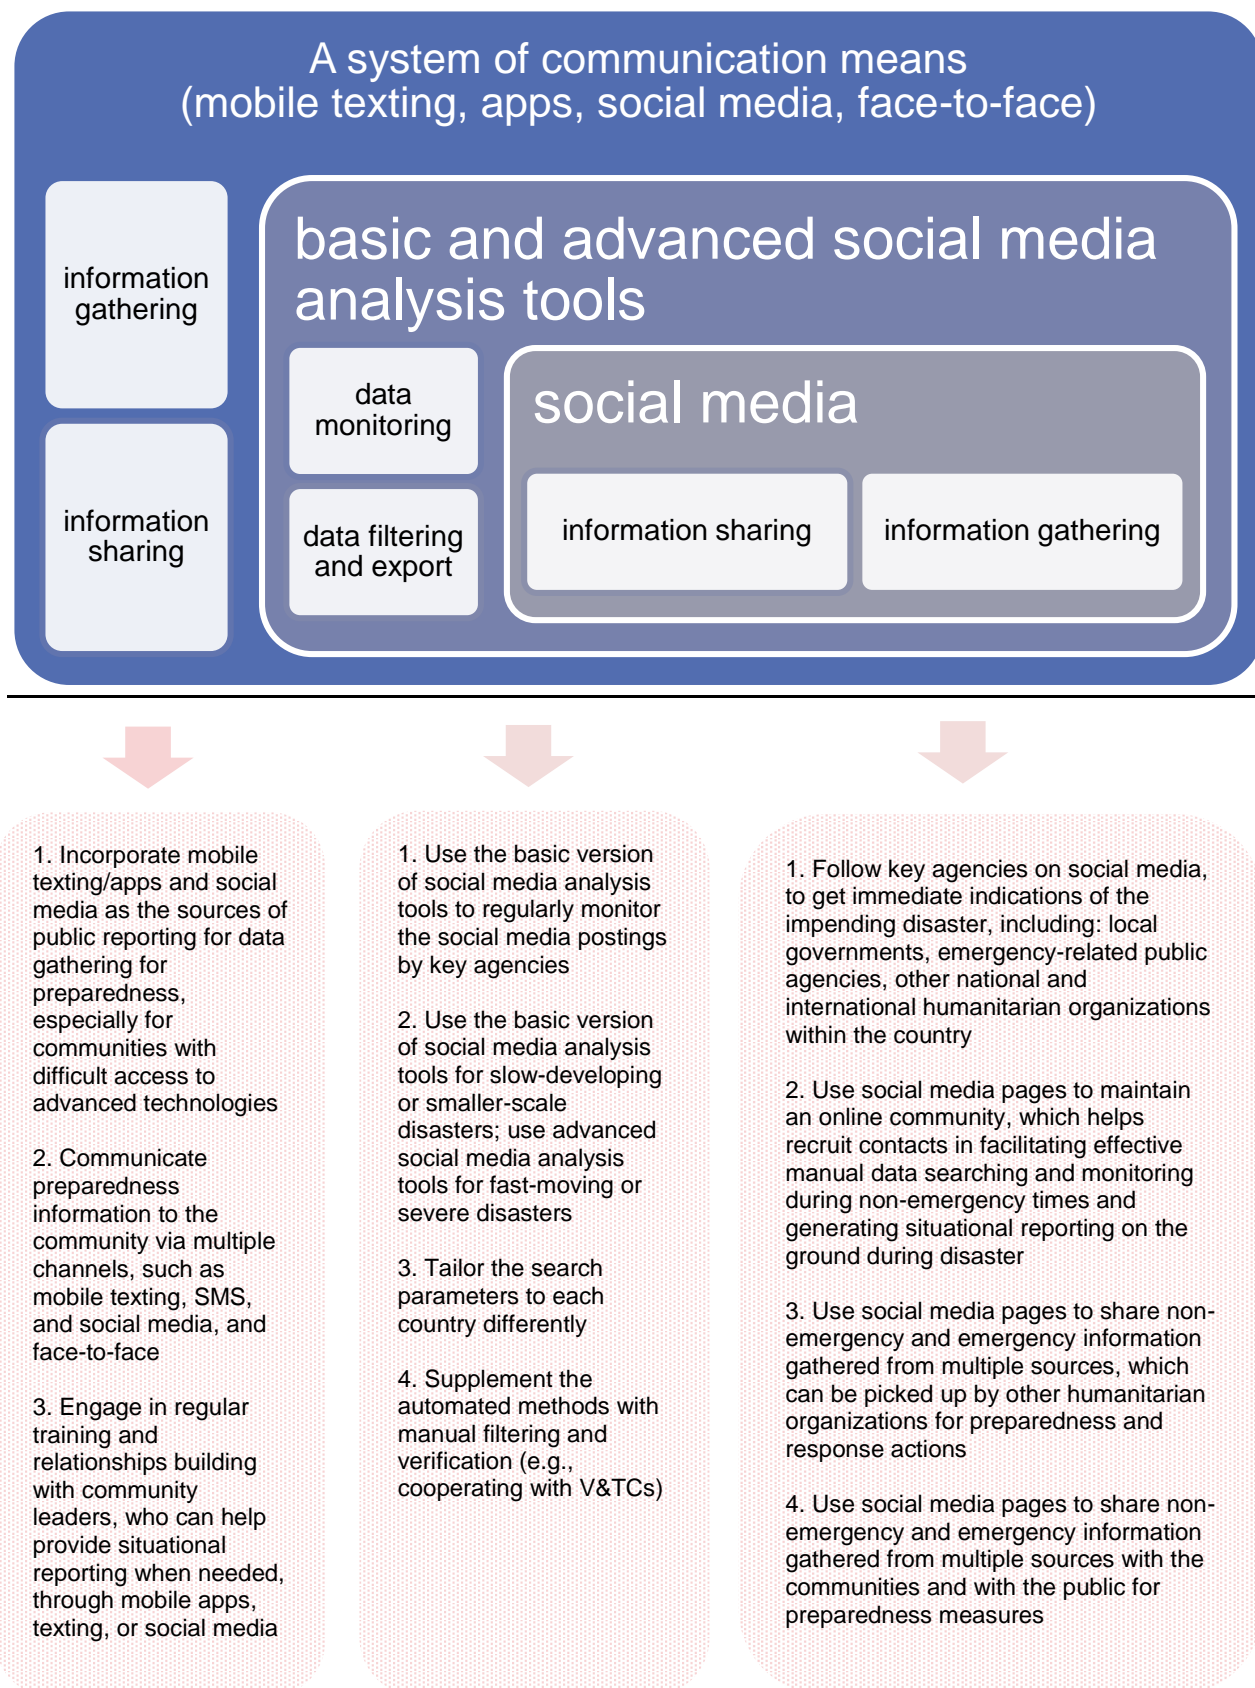 A system of communication means
(mobile texting, apps, social media, face-to-face)
information
gathering
information
sharing
basic and advanced social media
analysis tools
data
monitoring
data filtering
and export
social media
information sharing
information gathering
1. Incorporate mobile
texting/apps and social
media as the sources of
public reporting for data
gathering for
preparedness,
especially for
communities with
difficult access to
advanced technologies
2. Communicate
preparedness
information to the
community via multiple
channels, such as
mobile texting, SMS,
and social media, and
face-to-face
3. Engage in regular
training and
relationships building
with community
leaders, who can help
provide situational
reporting when needed,
through mobile apps,
texting, or social media
1. Use the basic version
of social media analysis
tools to regularly monitor
the social media postings
by key agencies
2. Use the basic version
of social media analysis
tools for slow-developing
or smaller-scale
disasters; use advanced
social media analysis
tools for fast-moving or
severe disasters
3. Tailor the search
parameters to each
country differently
4. Supplement the
automated methods with
manual filtering and
verification (e.g.,
cooperating with V&TCs)
1. Follow key agencies on social media,
to get immediate indications of the
impending disaster, including: local
governments, emergency-related public
agencies, other national and
international humanitarian organizations
within the country
2. Use social media pages to maintain
an online community, which helps
recruit contacts in facilitating effective
manual data searching and monitoring
during non-emergency times and
generating situational reporting on the
ground during disaster
3. Use social media pages to share non-
emergency and emergency information
gathered from multiple sources, which
can be picked up by other humanitarian
organizations for preparedness and
response actions
4. Use social media pages to share non-
emergency and emergency information
gathered from multiple sources with the
communities and with the public for
preparedness measures